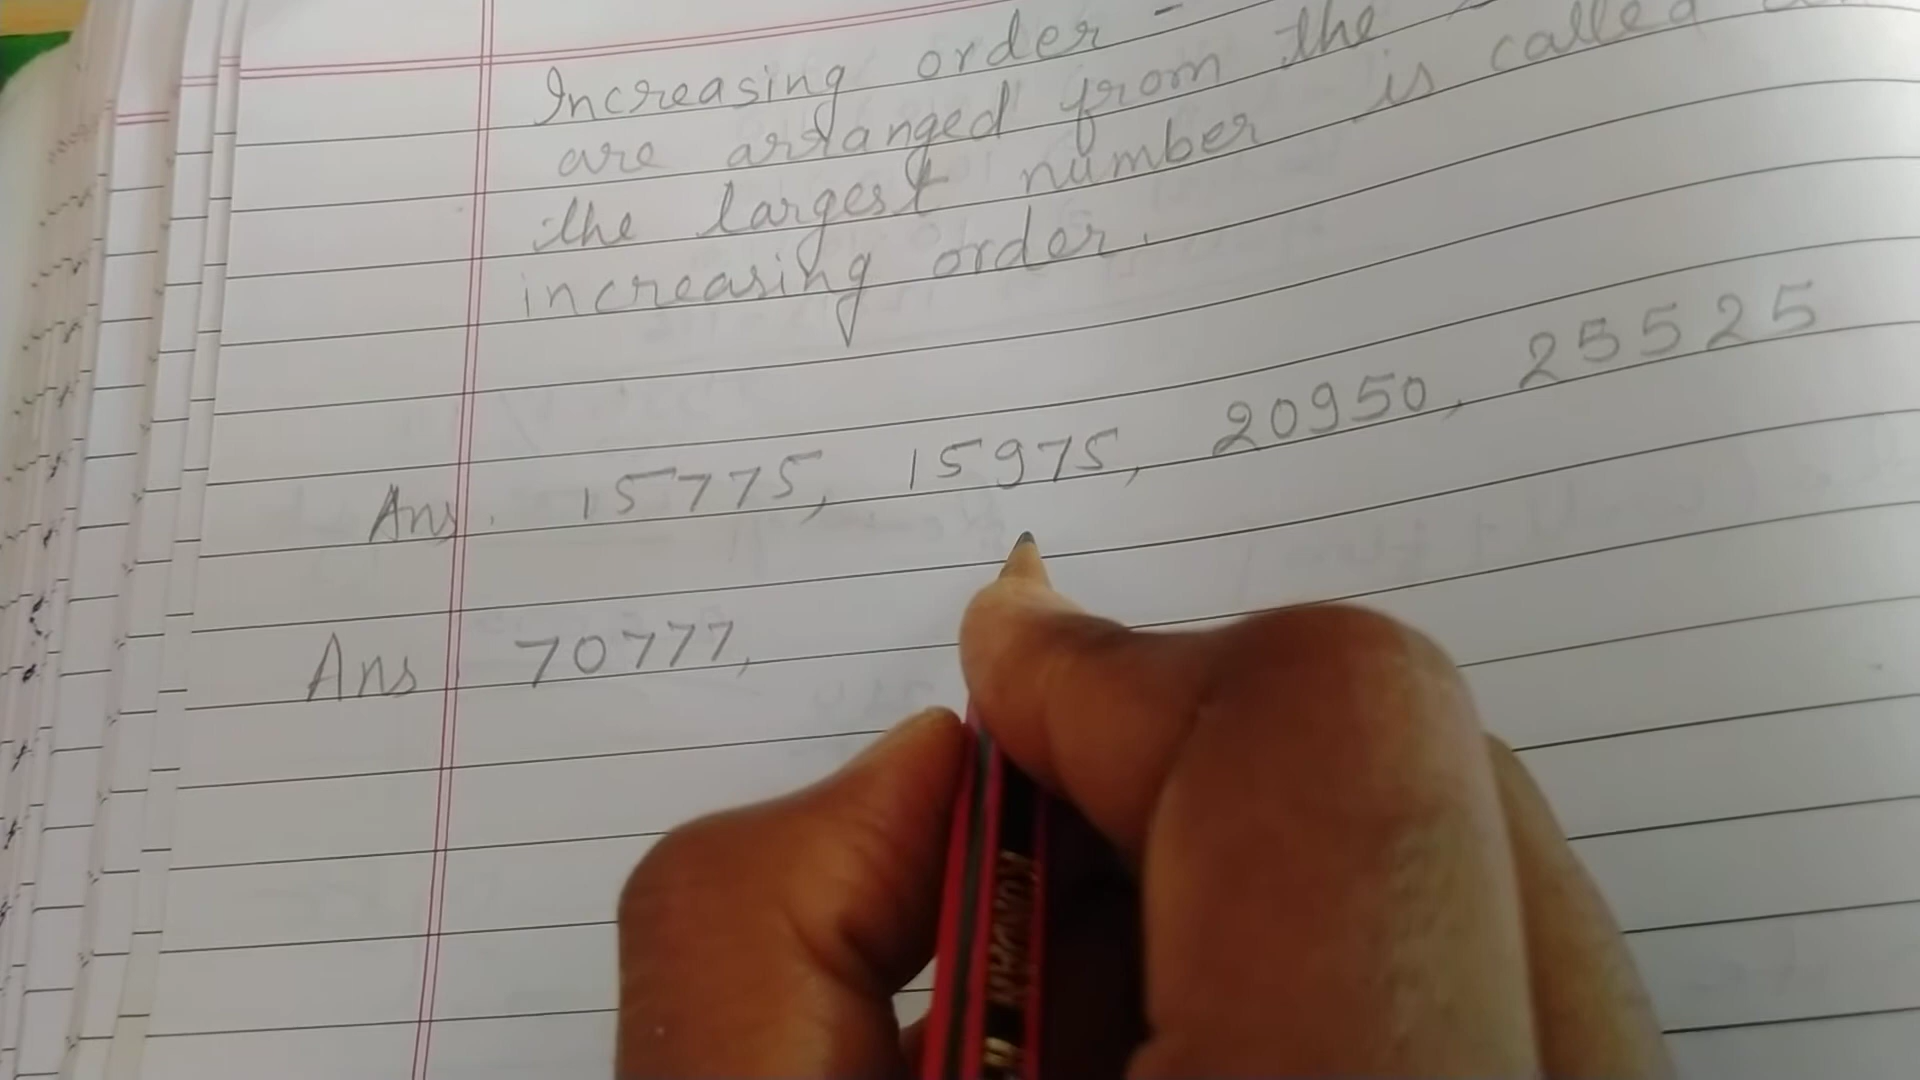 Increasing order -
are arranged from the
the largest number is called
increasing order.
Ans. 15775, 15975, 20950, 25525
Ans 70777,